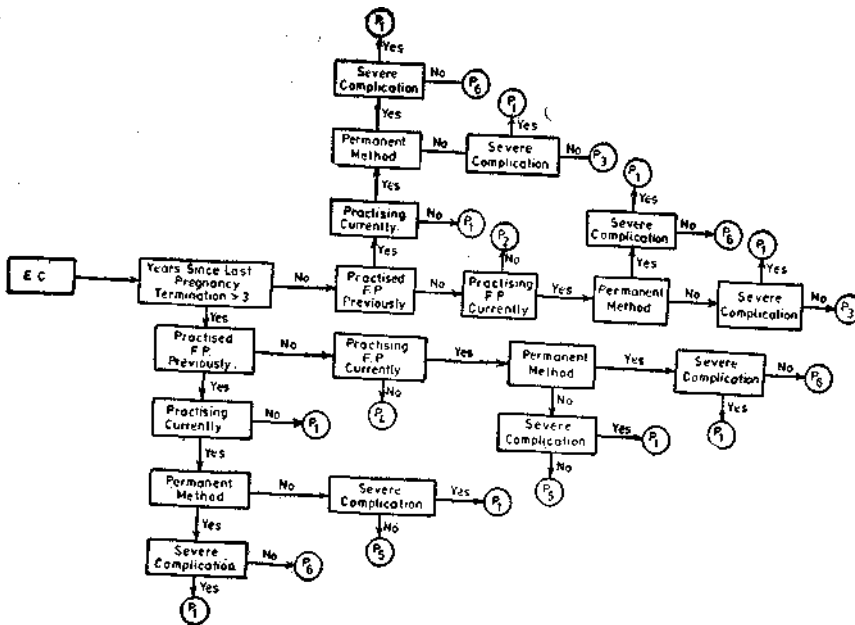 P1
Yes
Severe
Complication
No
P6
Yes
P1
Yes
Permanent
Method
No
Severe
Complication
No
P3
Yes
P1
Yes
Practising
Currently.
No
P1
P2
No
Severe
Complication
No
P6
P1
Yes
Yes
Yes
E C
Years Since Last
Pregnancy
Termination > 3
No
Practised
F.P
Previously
No
Practising
F P
Currently
Yes
Permanent
Method
No
Severe
Complication
No
P3
Yes
Practised
F.P.
Previously.
No
Practising
F.P
Currently
Yes
Permanent
Method
Yes
Severe
Complication
No
P6
Yes
No
P4
No
Yes
P1
Practising
Currently
No
P1
Severe
Complication
Yes
P1
Yes
No
P5
Permanent
Method
No
Severe
Complication
Yes
P1
Yes
No
P5
Severe
Complication.
No
P6
Yes
P1